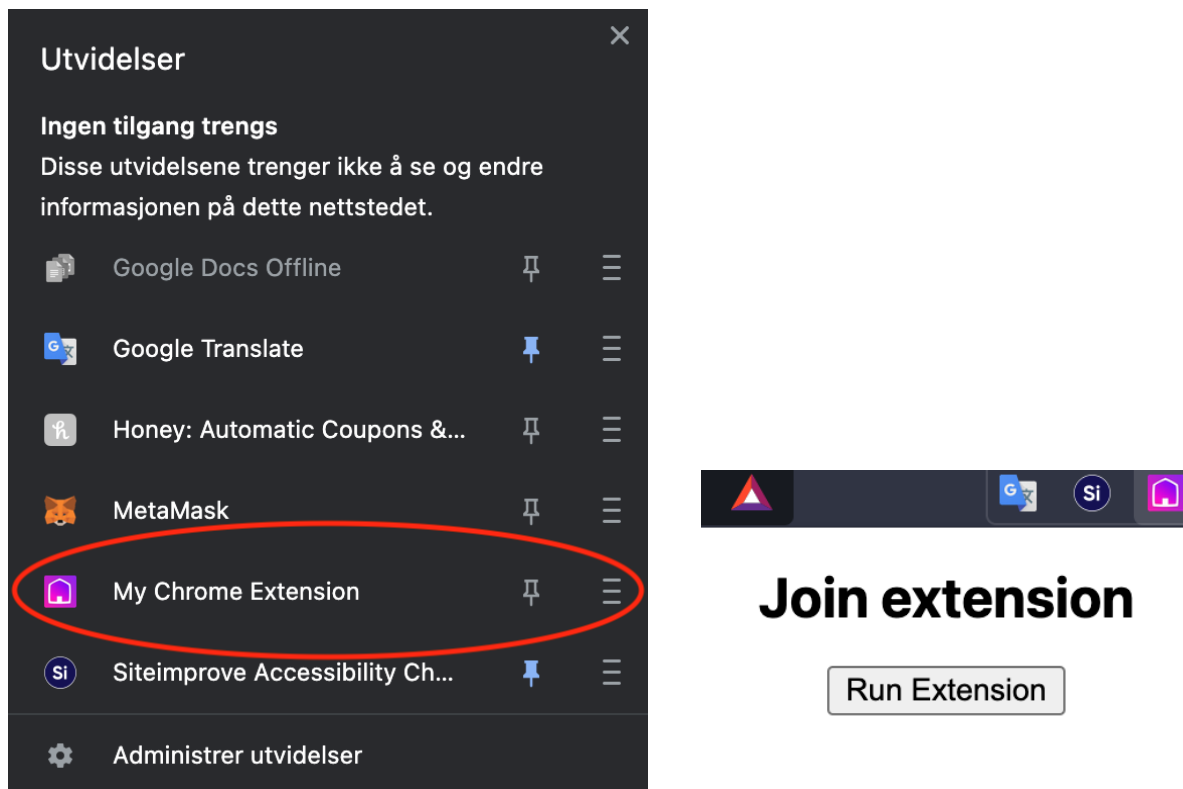 Utvidelser
Ingen tilgang trengs
Disse utvidelsene trenger ikke å se og endre
informasjonen på dette nettstedet.
Google Docs Offline
Google Translate
Honey: Automatic Coupons &...
MetaMask
My Chrome Extension
Si Siteimprove Accessibility Ch...
Administrer utvidelser
Si
Join extension
Run Extension